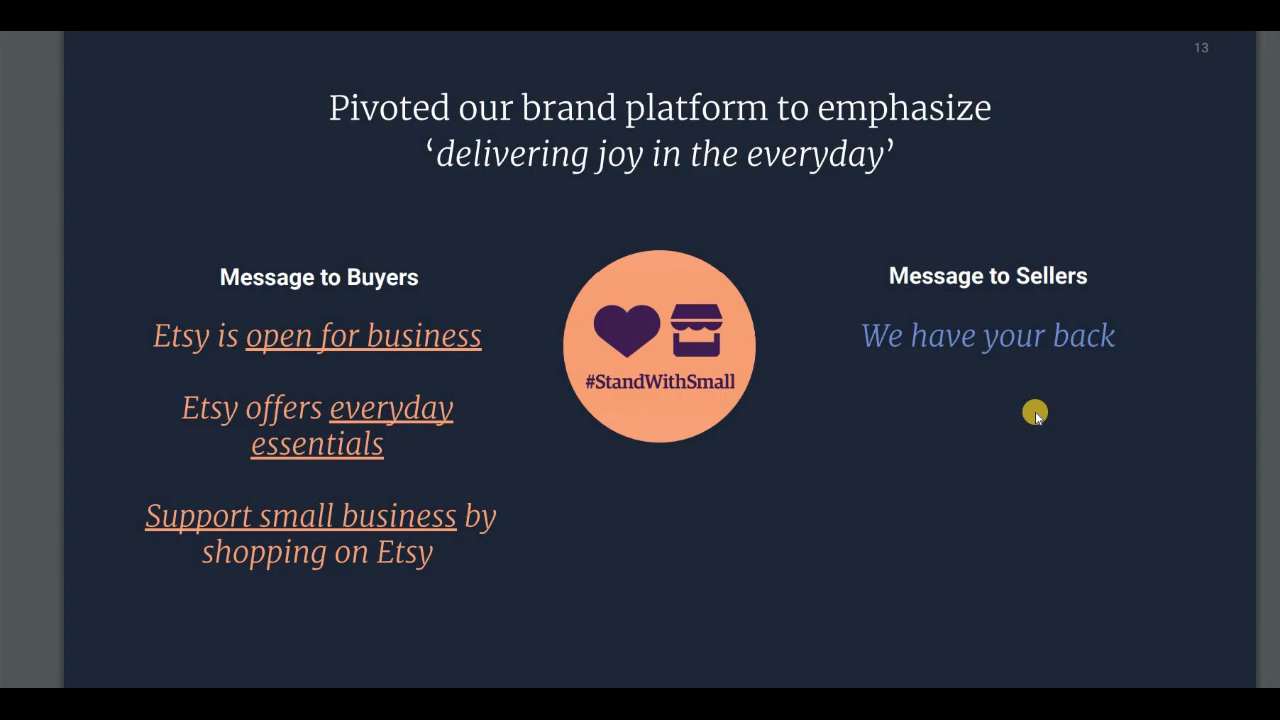 13
Pivoted our brand platform to emphasize
‘delivering joy in the everyday’
Message to Buyers
Etsy is open for business
Etsy offers everyday
essentials
Support small business by
shopping on Etsy
#StandWithSmall
Message to Sellers
We have your back